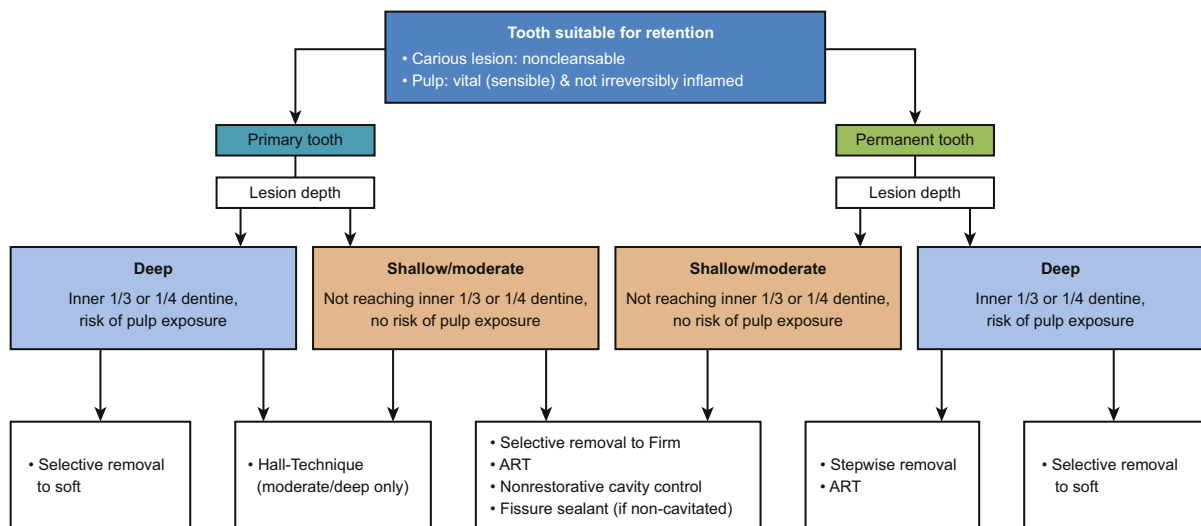 Tooth suitable for retention
• Carious lesion: noncleansable
• Pulp: vital (sensible) & not irreversibly inflamed
Primary tooth
Permanent tooth
Lesion depth
Lesion depth
Deep
Inner 1/3 or 1/4 dentine,
risk of pulp exposure
Shallow/moderate
Not reaching inner 1/3 or 1/4 dentine,
no risk of pulp exposure
Shallow/moderate
Not reaching inner 1/3 or 1/4 dentine,
no risk of pulp exposure
Deep
Inner 1/3 or 1/4 dentine,
risk of pulp exposure
• Selective removal
to soft
• Hall-Technique
(moderate/deep only)
• Selective removal to Firm
• ART
• Nonrestorative cavity control
• Fissure sealant (if non-cavitated)
• Stepwise removal
• ART
• Selective removal
to soft